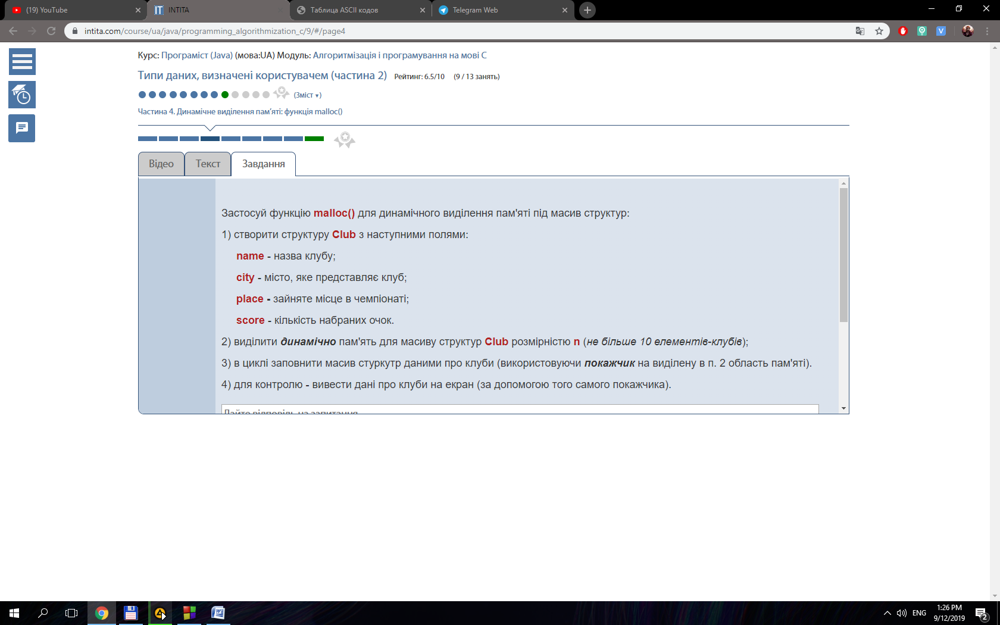 (19) YouTube
INTITA
Таблица ASCII кодов
Telegram Web
intita.com/course/ua/java/programming_algorithmization_c/9/#/page4
Курс: Програміст (Java) (мова:UA) Модуль: Алгоритмізація і програмування на мові С
Типи даних, визначені користувачем (частина 2) Рейтинг: 6.5/10 (9 / 13 занять)
(Зміст ▾)
Частина 4. Динамічне виділення пам'яті: функція malloc()
Відео
Текст
Завдання
Застосуй функцію malloc() для динамічного виділення пам'яті під масив структур:
1) створити структуру Club з наступними полями:
name - назва клубу;
city - місто, яке представляє клуб;
place - зайняте місце в чемпіонаті;
score - кількість набраних очок.
2) виділити динамічно пам'ять для масиву структур Club розмірністю n (не більше 10 елементів-клубів);
3) в циклі заповнити масив стуркутр даними про клуби (використовуючи покажчик на виділену в п. 2 область пам'яті).
4) для контролю - вивести дані про клуби на екран (за допомогою того самого покажчика).
Дайте відповідь на запитання
ENG
1:26 PM
9/12/2019
2